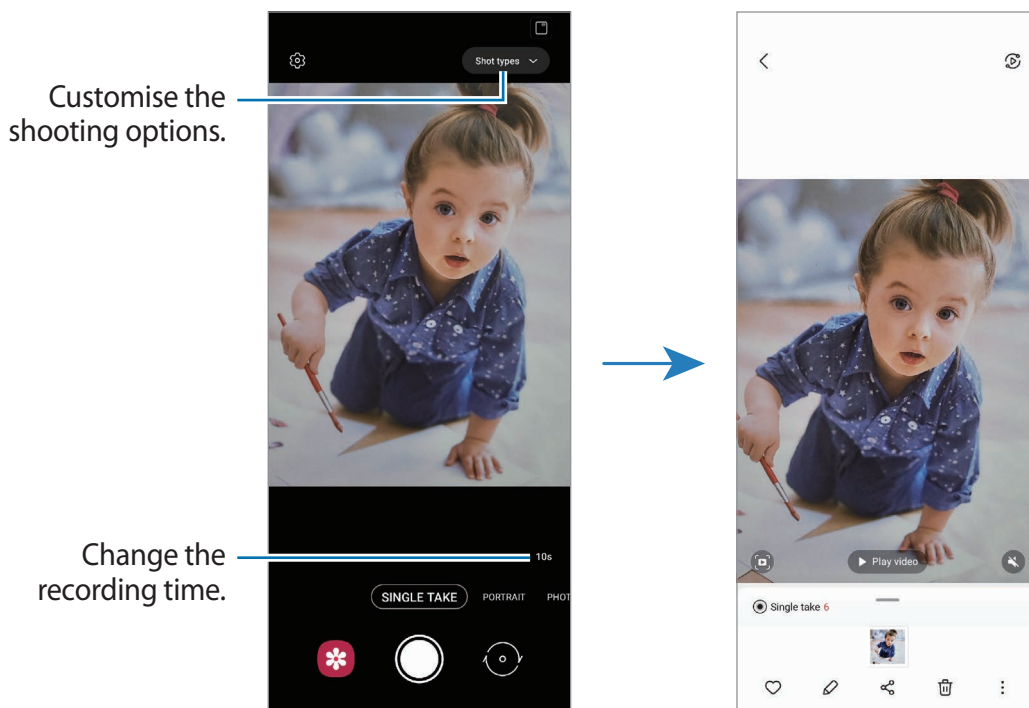 Shot types
Customise the
shooting options.
Change the
recording time.
10s
SINGLE TAKE
PORTRAIT
PHOT
Play video
Single take 6